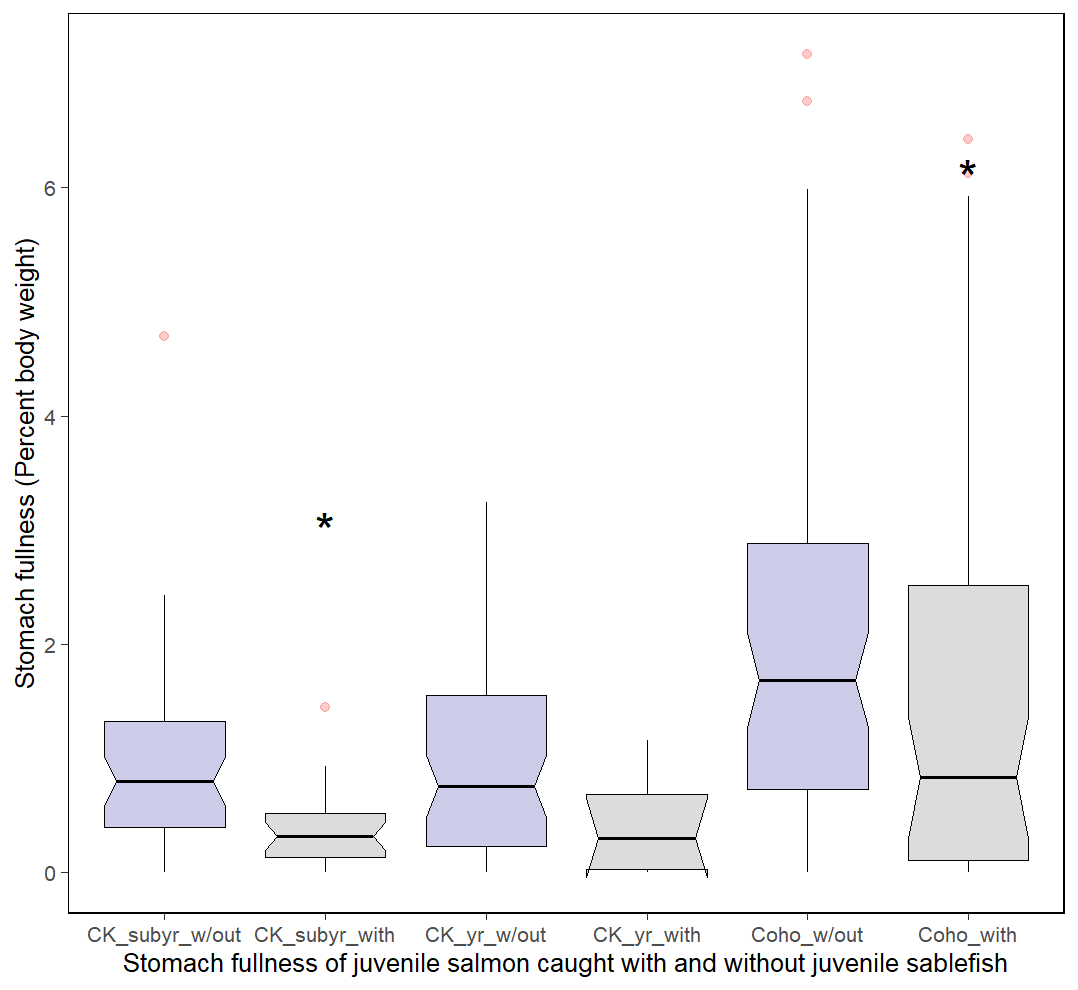 Stomach fullness (Percent body weight)
6
4
2
0
*
*
CK_subyr_w/out CK_subyr_with CK_yr_w/out CK_yr_with Coho_w/out Coho_with
Stomach fullness of juvenile salmon caught with and without juvenile sablefish